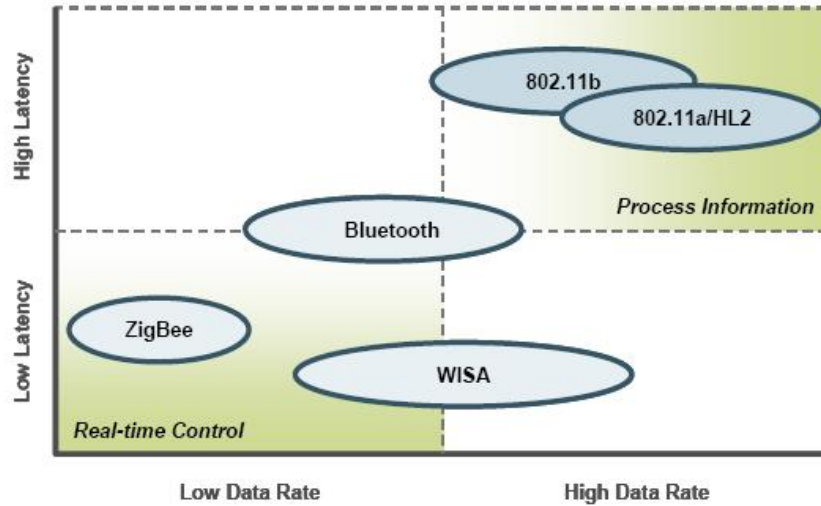 High Latency
Low Latency
802.11b
802.11a/HL2
Process Information
Bluetooth
ZigBee
WISA
Real-time Control
Low Data Rate
High Data Rate